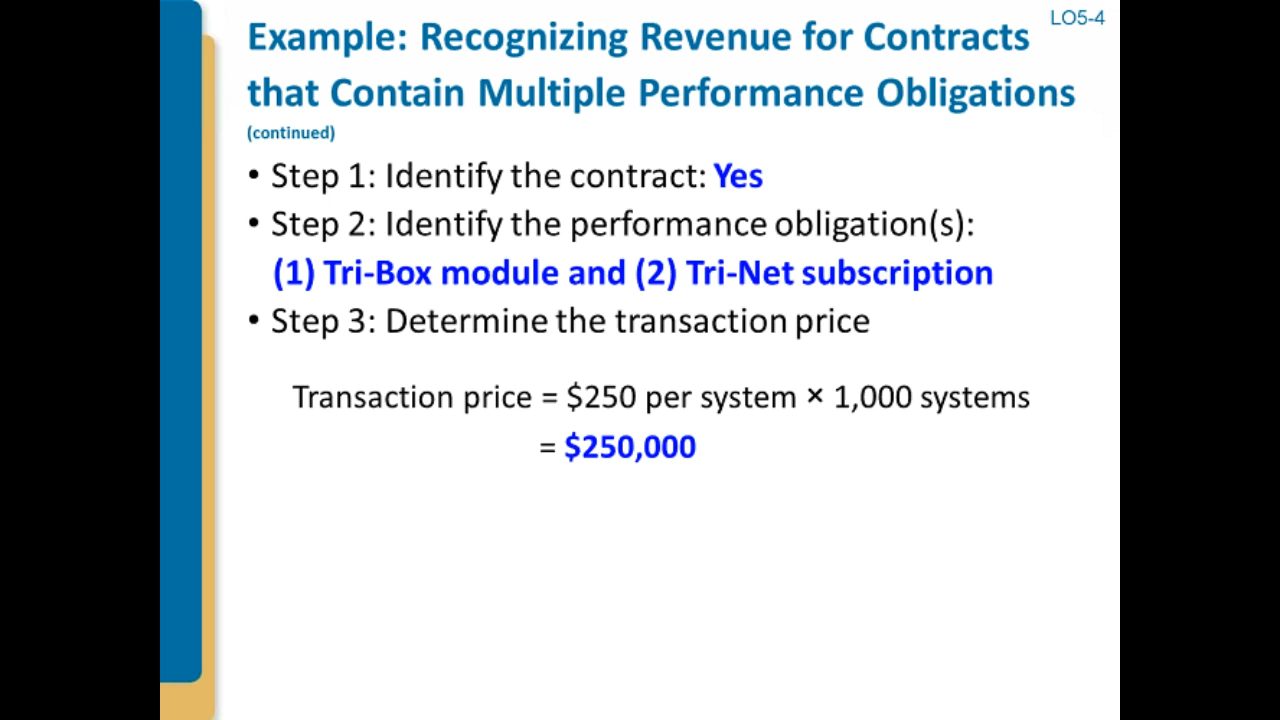 LO5-4
Example: Recognizing Revenue for Contracts
that Contain Multiple Performance Obligations
(continued)
• Step 1: Identify the contract: Yes
• Step 2: Identify the performance obligation(s):
(1) Tri-Box module and (2) Tri-Net subscription
• Step 3: Determine the transaction price
Transaction price = $250 per system × 1,000 systems
= $250,000